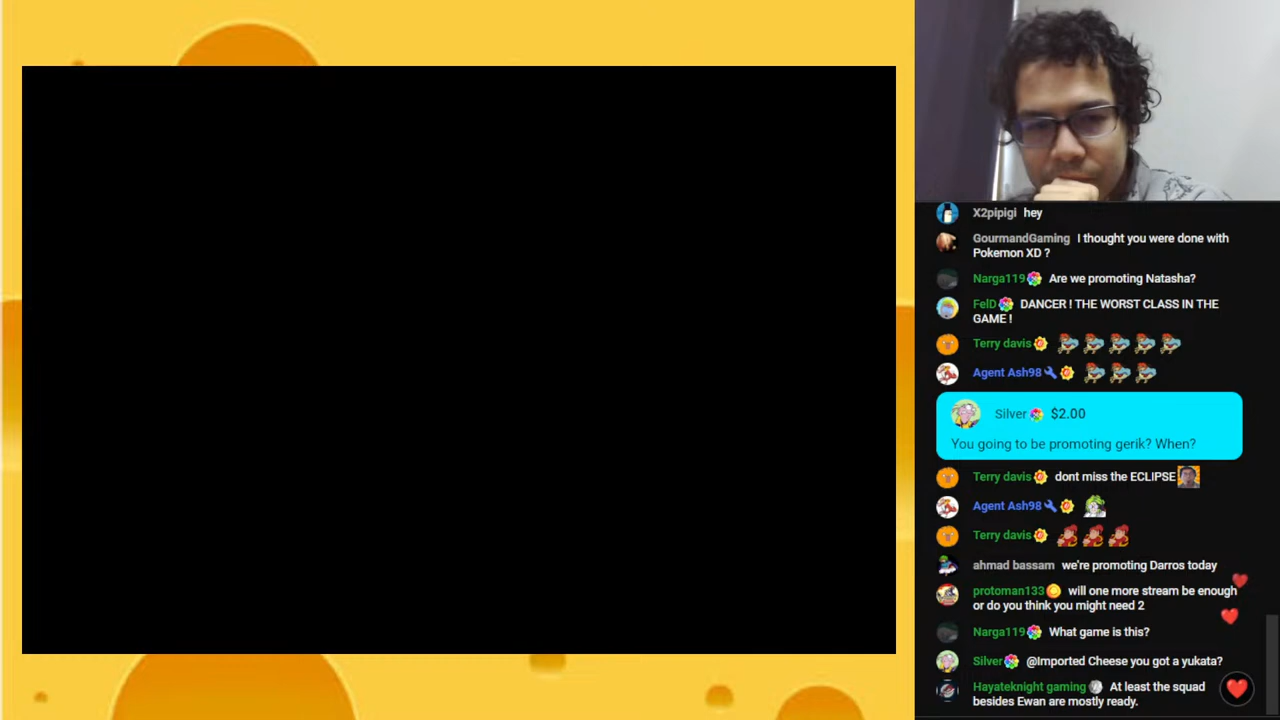 X2pipigi hey
GourmandGaming I thought you were done with
Pokemon XD ?
Narga119 Are we promoting Natasha?
FelD DANCER ! THE WORST CLASS IN THE
GAME !
Terry davis
Agent Ash98
Silver $2.00
You going to be promoting gerik? When?
Terry davis dont miss the ECLIPSE
Agent Ash98
Terry davis
ahmad bassam we're promoting Darros today
protoman133 will one more stream be enough
or do you think you might need 2
Narga119 What game is this?
Silver @Imported Cheese you got a yukata?
Hayateknight gaming At least the squad
besides Ewan are mostly ready.